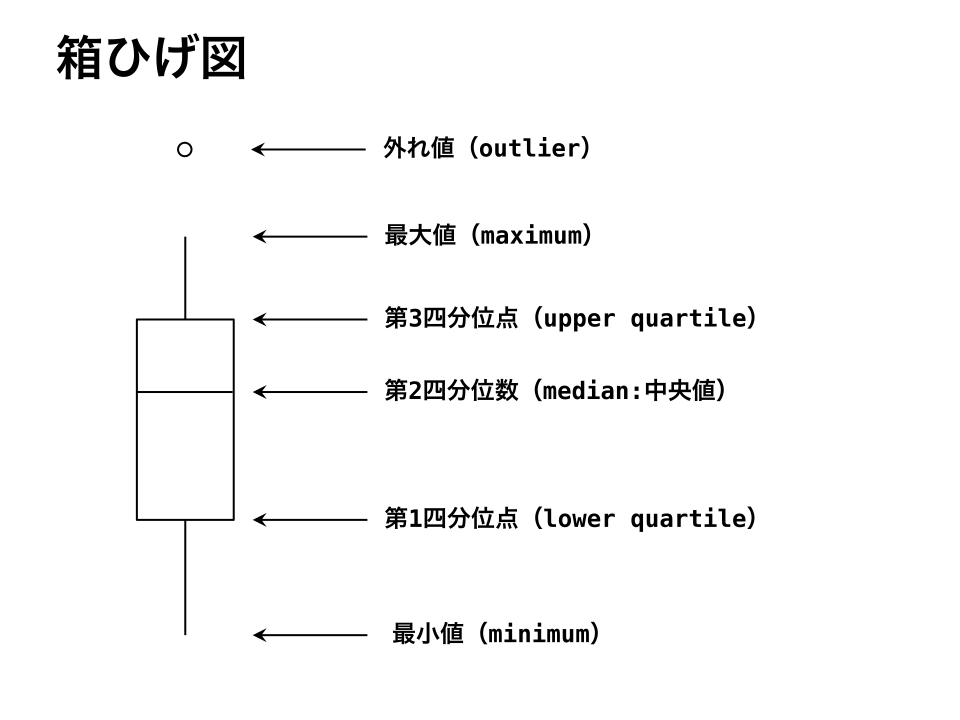 箱ひげ図
外れ値（outlier）
最大値（maximum）
第3四分位点（upper quartile）
第2四分位数（median:中央値）
第1四分位点（lower quartile）
最小値（minimum）